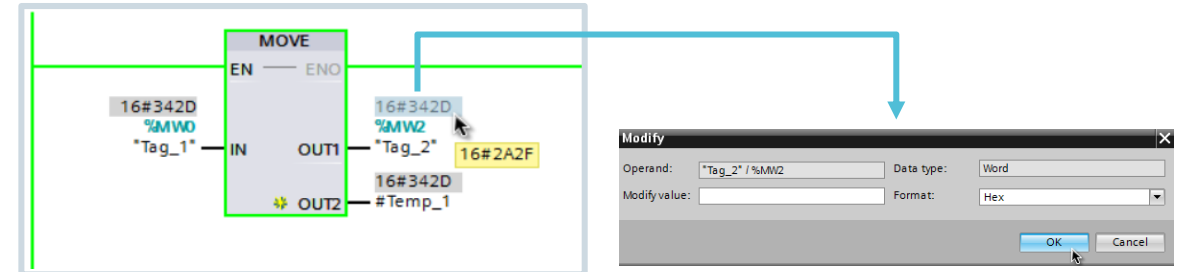 MOVE
EN ENO
16#342D 16#342D
%MW0 %MW2
"Tag_1" IN OUT1 "Tag_2"
16#2A2F
16#342D
OUT2 #Temp_1
Modify
Operand: "Tag_2" / %MW2 Data type: Word
Modify value: Format: Hex
OK Cancel